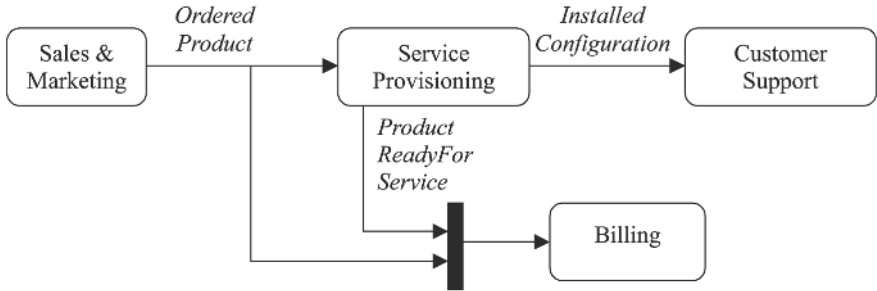 Ordered
Product
Installed
Configuration
Sales &
Marketing
Service
Provisioning
Customer
Support
Product
ReadyFor
Service
Billing